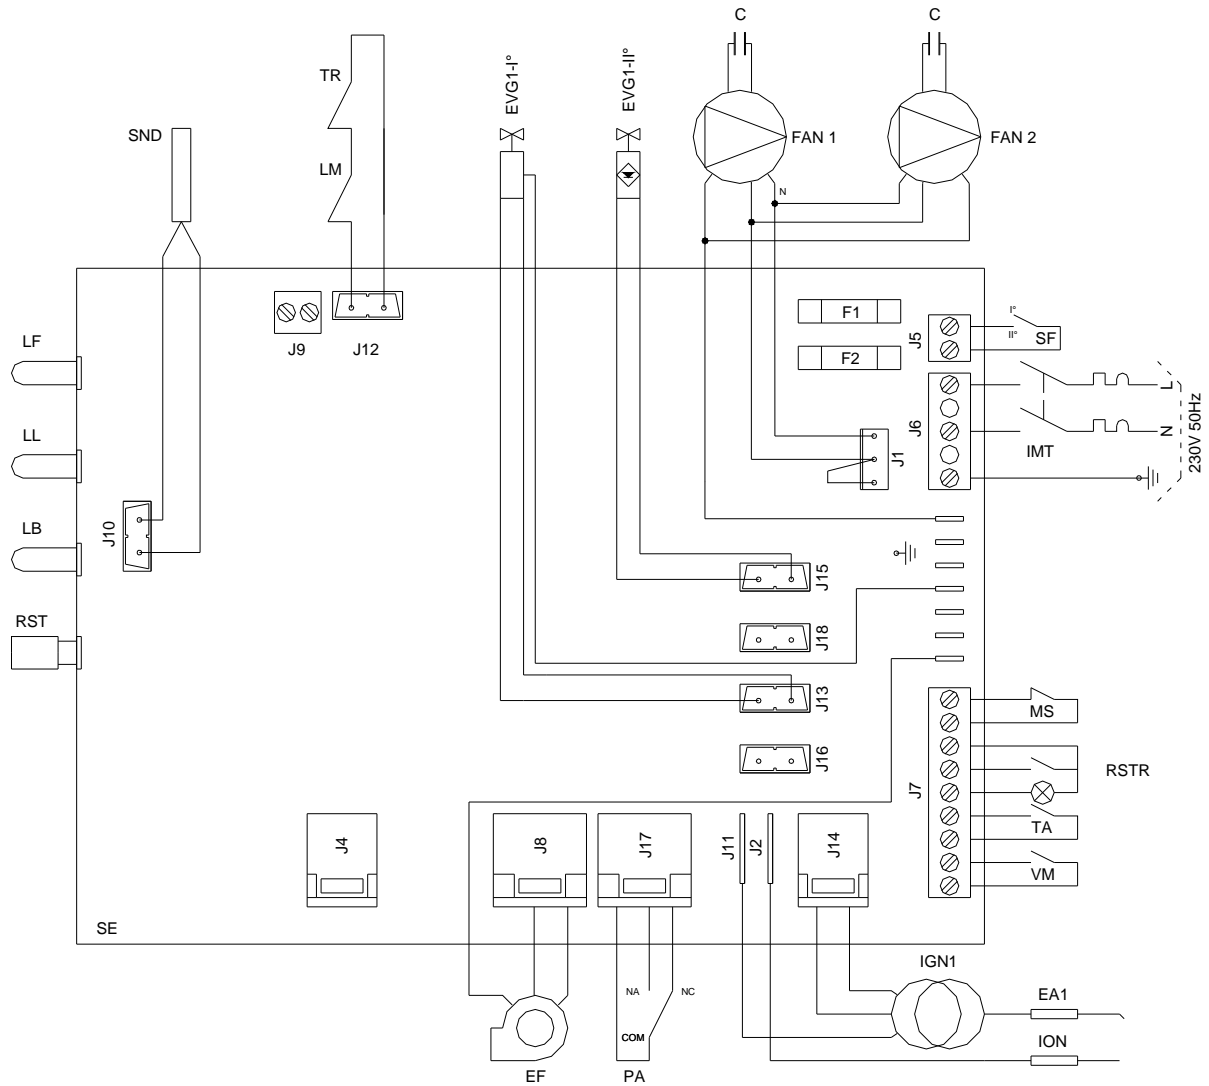 C
C
TR
EVG1-I°
EVG1-II°
SND
FAN 1
FAN 2
LM
N
F1
I°
LF
J9
J12
J5
II°
SF
F2
L
230V 50Hz
LL
J6
N
IMT
J1
LB
J10
J15
RST
J18
J13
MS
J16
RSTR
J7
J4
J8
J17
J11
J2
J14
TA
VM
SE
IGN1
NA
NC
EA1
COM
ION
EF
PA